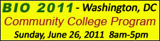 BIO 2011 - Washington, DC
Community College Program
Sunday, June 26, 2011 8am-5pm